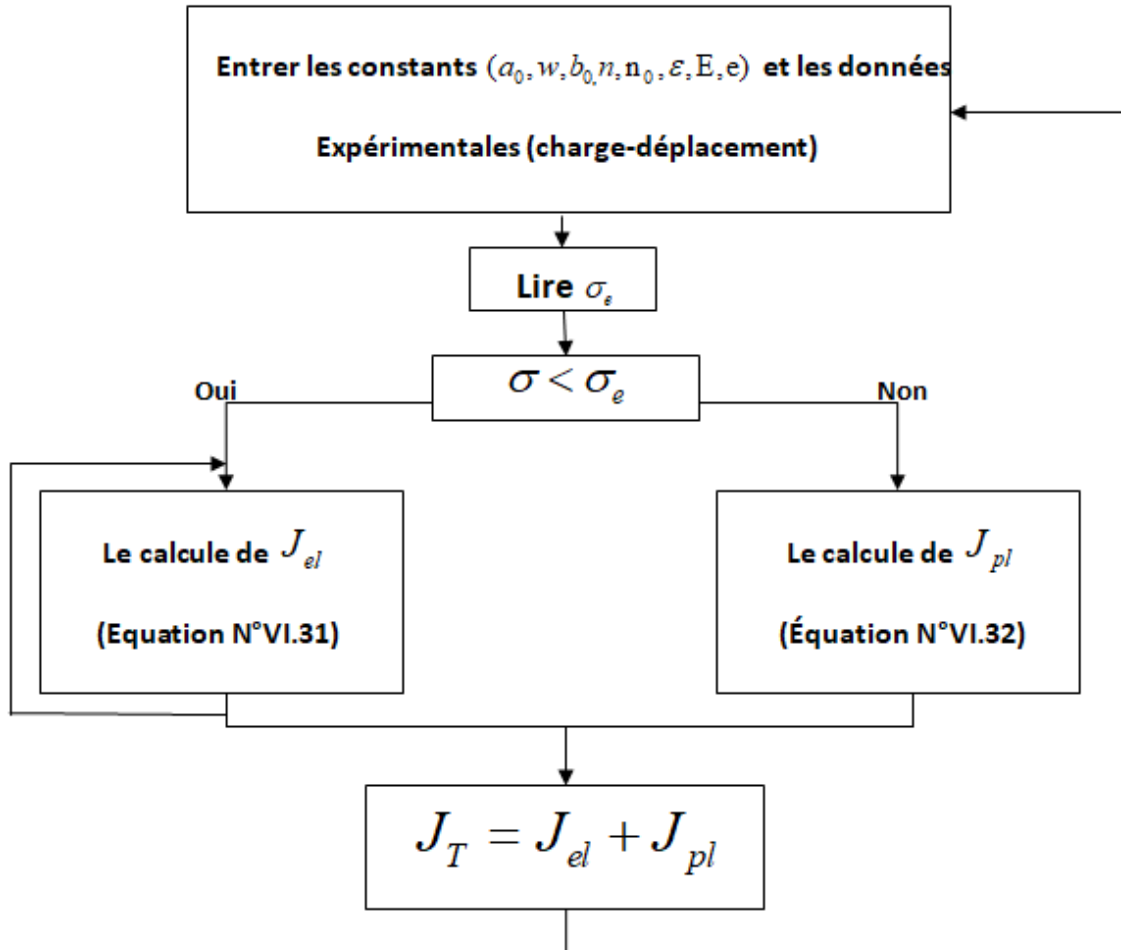 Entrer les constants (a₀, w, b₀, n, n₀, ε, E, e) et les données
Expérimentales (charge-déplacement)
Lire σₑ
σ < σₑ
Oui
Non
Le calcule de J_el
(Equation N°VI.31)
Le calcule de J_pl
(Équation N°VI.32)
J_T = J_el + J_pl